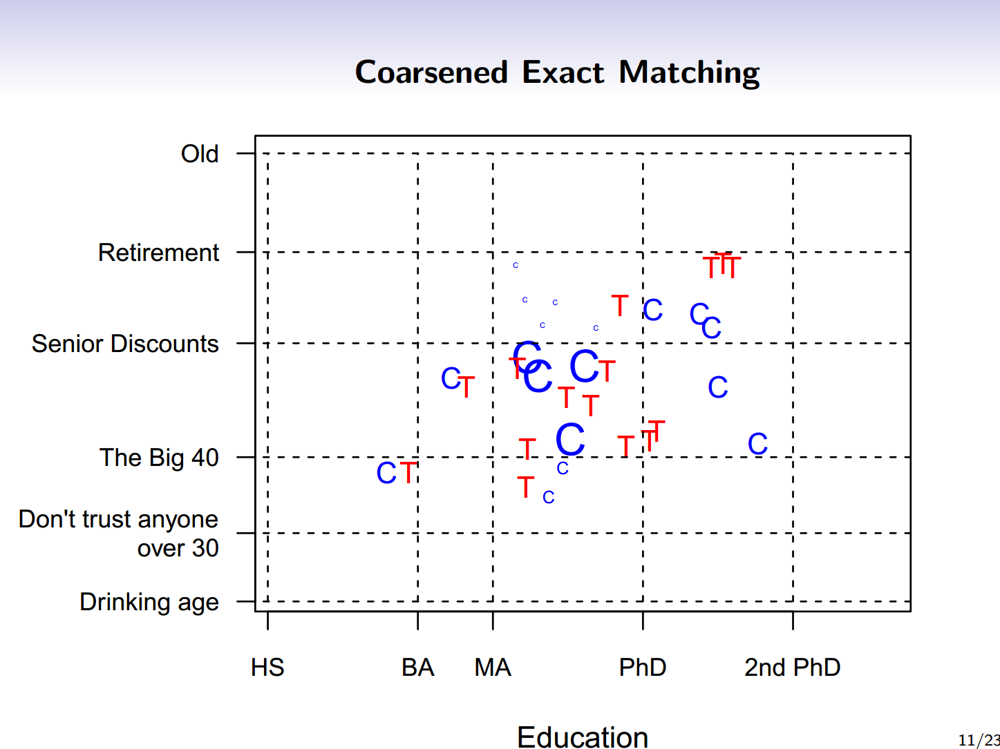 Coarsened Exact Matching
Old
Retirement
c
T T T
c c T C C
c c C
Senior Discounts
C
T C C T
C T C C
T T
C T T
T T T C
The Big 40
C T C
T C
Don't trust anyone
over 30
Drinking age
HS BA MA PhD 2nd PhD
Education
11/23